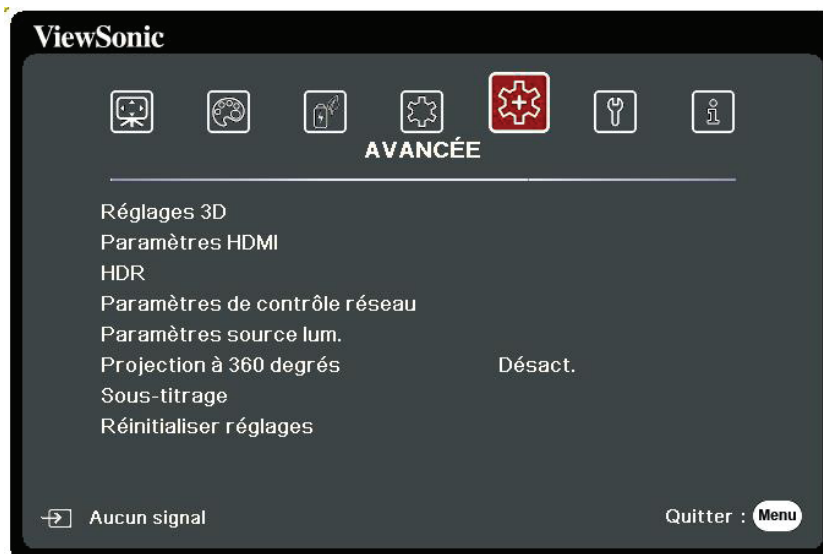 ViewSonic
AVANCÉE
Réglages 3D
Paramètres HDMI
HDR
Paramètres de contrôle réseau
Paramètres source lum.
Projection à 360 degrés Désact.
Sous-titrage
Réinitialiser réglages
Aucun signal Quitter : Menu